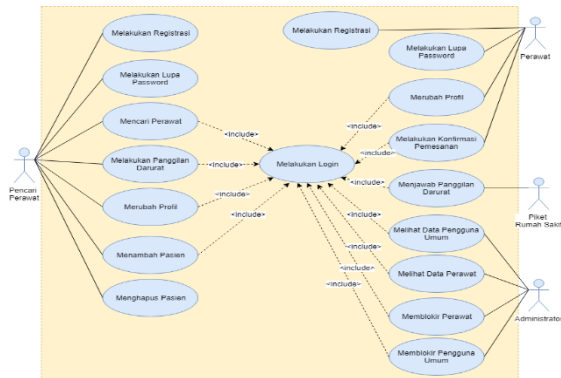 Melakukan Registrasi
Melakukan Lupa
Password
Mencari Perawat
Melakukan Panggilan
Darurat
Merubah Profil
Menambah Pasien
Menghapus Pasien
Pencari
Perawat
<include>
<include>
<include>
<include>
Melakukan Login
<include>
<include>
<include>
<include>
<include>
<include>
<include>
Melakukan Registrasi
Melakukan Lupa
Password
Merubah Profil
Melakukan Konfirmasi
Pemesanan
Menjawab Panggilan
Darurat
Melihat Data Pengguna
Umum
Melihat Data Perawat
Memblokir Perawat
Memblokir Pengguna
Umum
Perawat
Piket
Rumah Sakit
Administrator